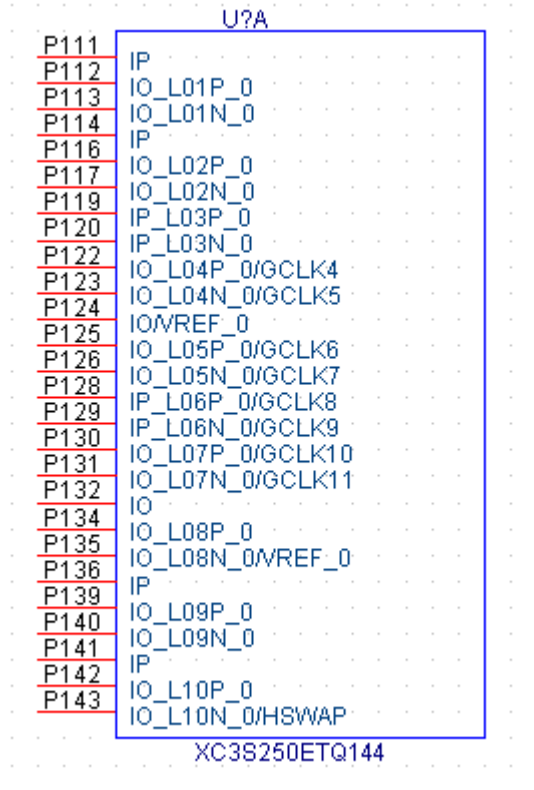 U?A
P111 IP
P112 IO_L01P_0
P113 IO_L01N_0
P114 IP
P116 IO_L02P_0
P117 IO_L02N_0
P119 IP_L03P_0
P120 IP_L03N_0
P122 IO_L04P_0/GCLK4
P123 IO_L04N_0/GCLK5
P124 IO/VREF_0
P125 IO_L05P_0/GCLK6
P126 IO_L05N_0/GCLK7
P128 IP_L06P_0/GCLK8
P129 IP_L06N_0/GCLK9
P130 IO_L07P_0/GCLK10
P131 IO_L07N_0/GCLK11
P132 IO
P134 IO_L08P_0
P135 IO_L08N_0/VREF_0
P136 IP
P139 IO_L09P_0
P140 IO_L09N_0
P141 IP
P142 IO_L10P_0
P143 IO_L10N_0/HSWAP
XC3S250ETQ144